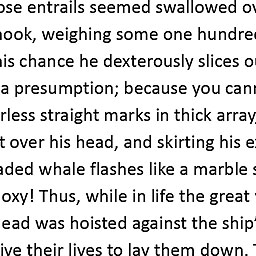 ose entrails seemed swallowed ov
hook, weighing some one hundred
his chance he dexterously slices ou
a presumption; because you cann
rless straight marks in thick array,
t over his head, and skirting his ex
aded whale flashes like a marble s
oxy! Thus, while in life the great
ead was hoisted against the ship'
ive their lives to lay them down. T